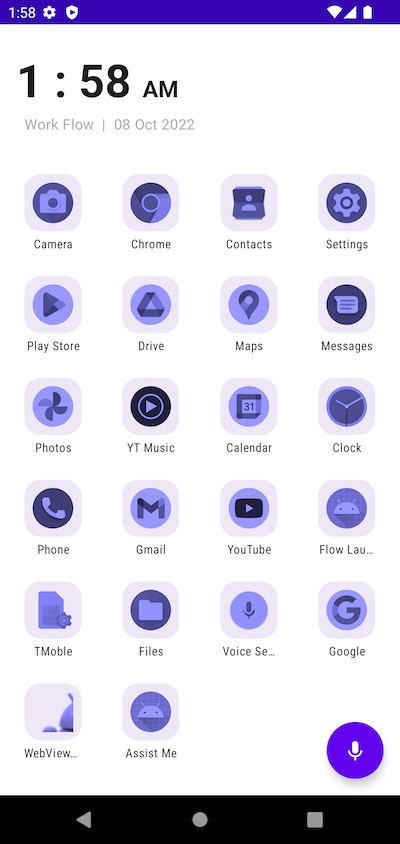 1:58
1 : 58 AM
Work Flow | 08 Oct 2022
Camera
Chrome
Contacts
Settings
Play Store
Drive
Maps
Messages
Photos
YT Music
31
Calendar
Clock
Phone
Gmail
YouTube
Flow Lau…
TMoble
Files
Voice Se…
Google
WebView…
Assist Me